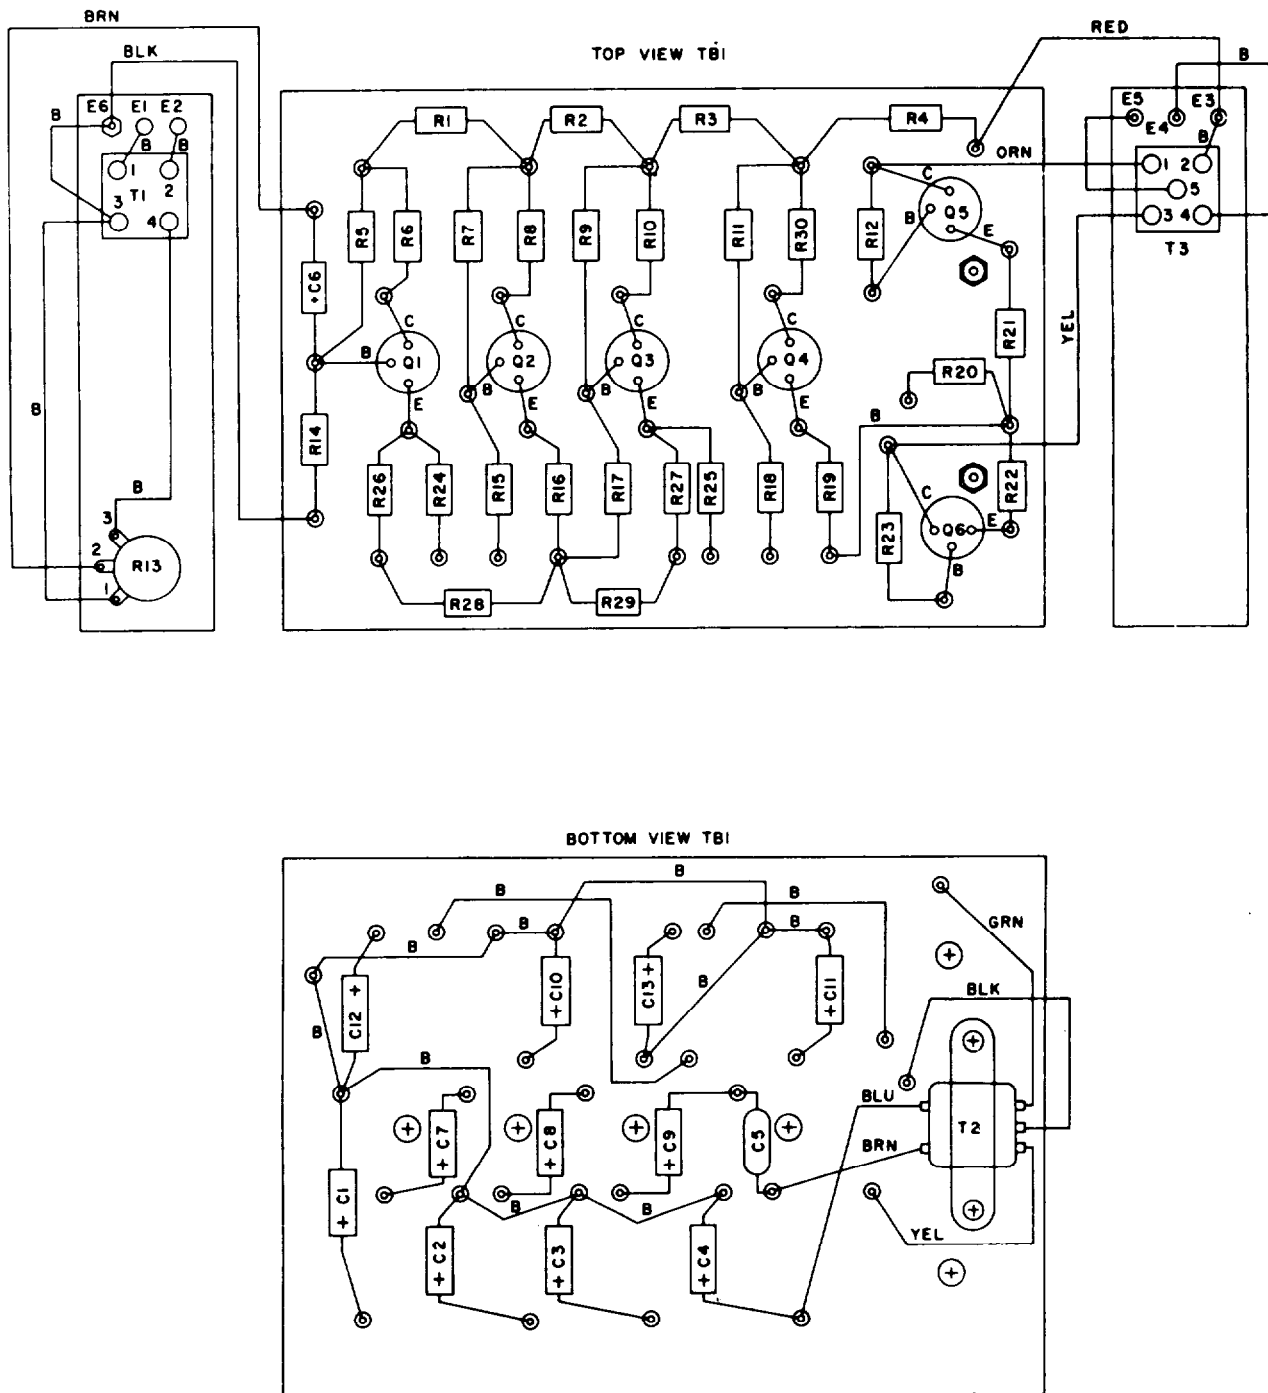 BRN
BLK
TOP VIEW TB1
RED
B
E6 E1 E2
B B B
1 2
T1
3 4
B
B
3
2
1
R13
R1 R2 R3 R4
ORN
R5 R6 R7 R8 R9 R10 R11 R30 R12
+C6
C B E Q1
C B E Q2
C B E Q3
C B E Q4
C B E Q5
R21
R20
B
R14
R26 R24 R15 R16 R17 R27 R25 R18 R19
R23 R22
C E B Q6
R28 R29
YEL
E5 E4 E3
B
1 2
5
3 4
T3
BOTTOM VIEW TB1
B B B B B
GRN
C12 + + C10 C13 + + C11
B B B
BLK
BLU
BRN
+ C7 + C8 + C9 C5
T2
+ C1
B B
+ C2 + C3 + C4
YEL